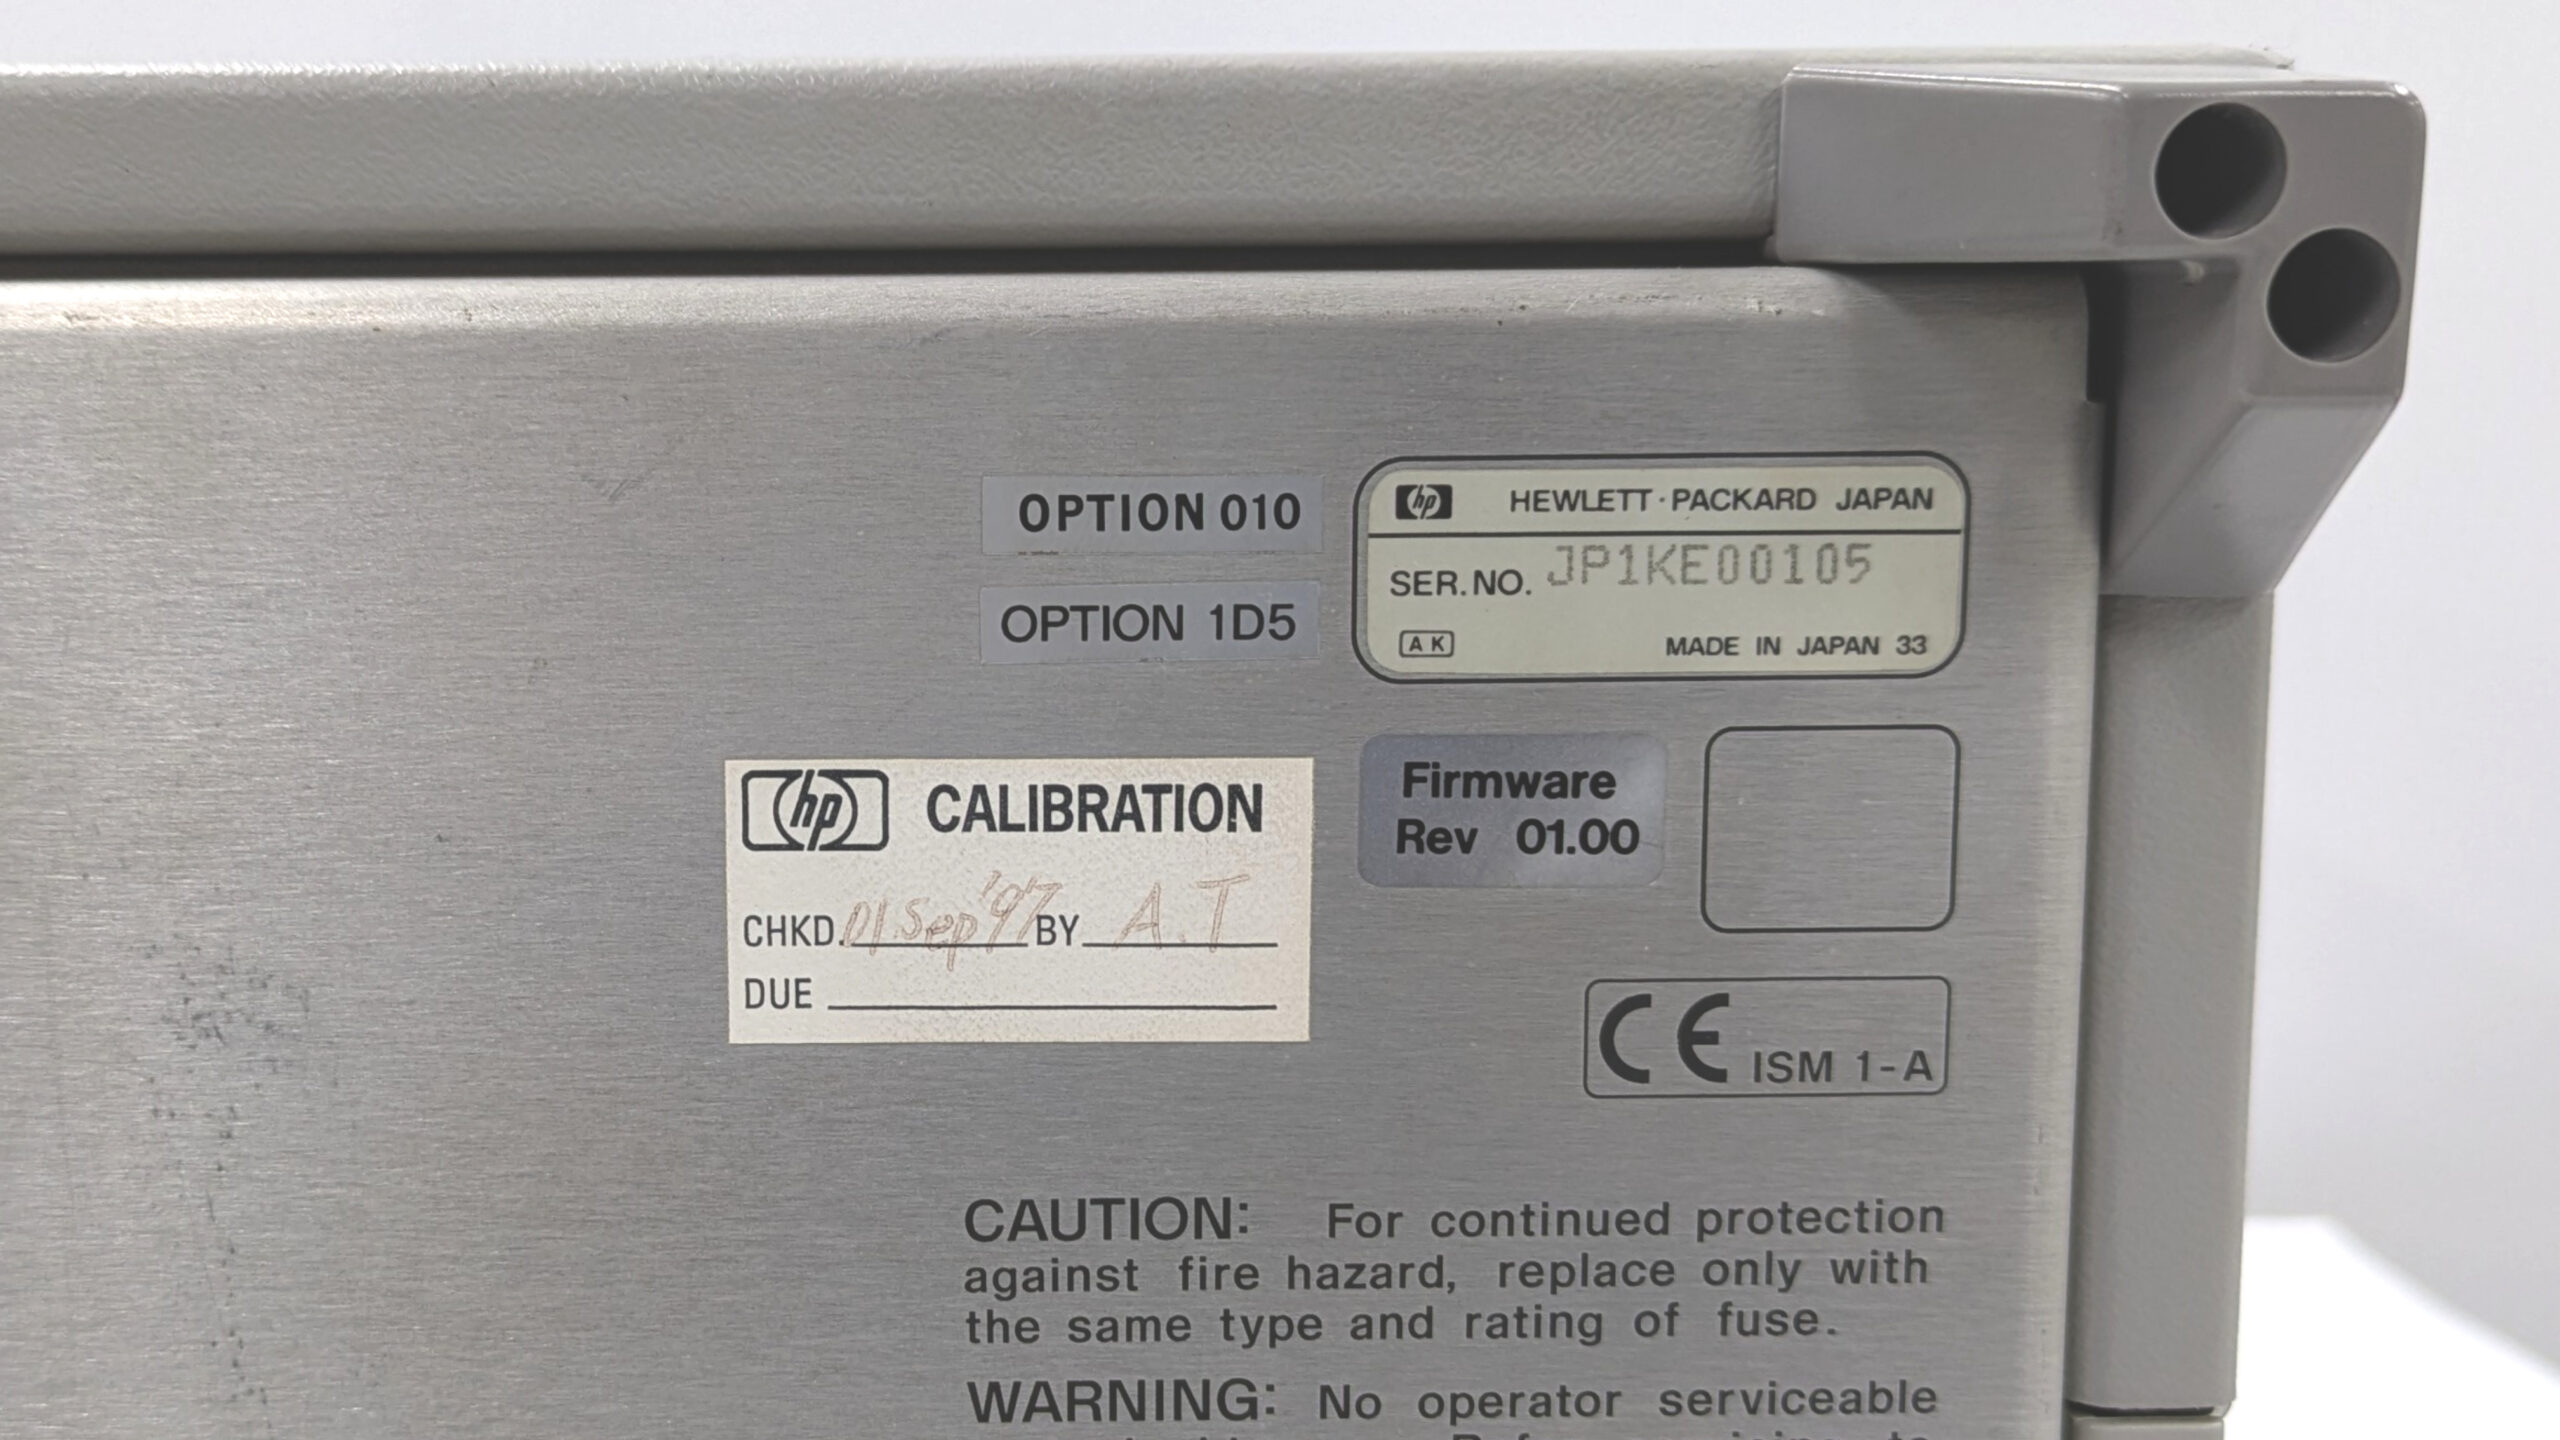 OPTION 010
OPTION 1D5
hp HEWLETT·PACKARD JAPAN
SER.NO. JP1KE00105
AK MADE IN JAPAN 33
hp CALIBRATION
CHKD. 01 Sep '97 BY A.T
DUE
Firmware
Rev 01.00
CE ISM 1-A
CAUTION: For continued protection
against fire hazard, replace only with
the same type and rating of fuse.
WARNING: No operator serviceable